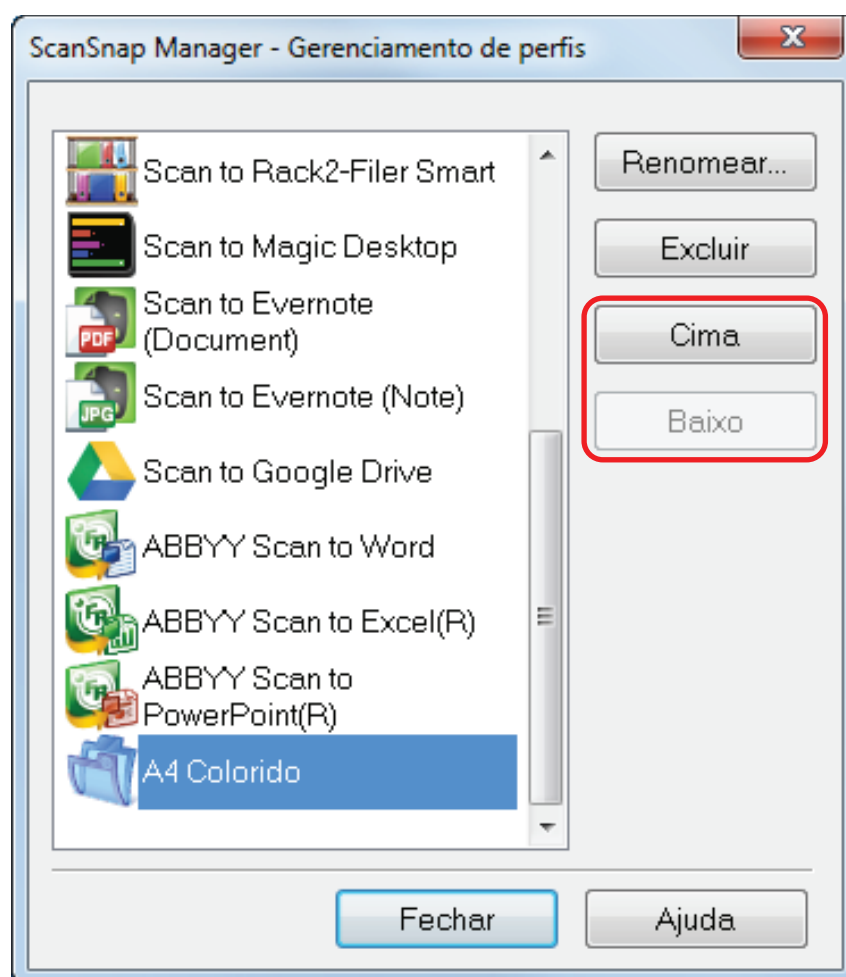 ScanSnap Manager - Gerenciamento de perfis
Scan to Rack2-Filer Smart
Scan to Magic Desktop
PDF
Scan to Evernote
(Document)
JPG
Scan to Evernote (Note)
Scan to Google Drive
ABBYY Scan to Word
ABBYY Scan to Excel(R)
ABBYY Scan to
PowerPoint(R)
A4 Colorido
Renomear...
Excluir
Cima
Baixo
Fechar
Ajuda